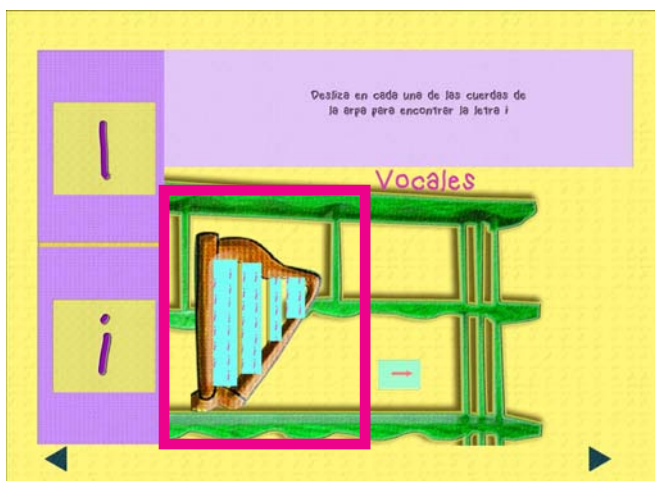 Desliza en cada una de las cuerdas de
la arpa para encontrar la letra i
Vocales
I
i